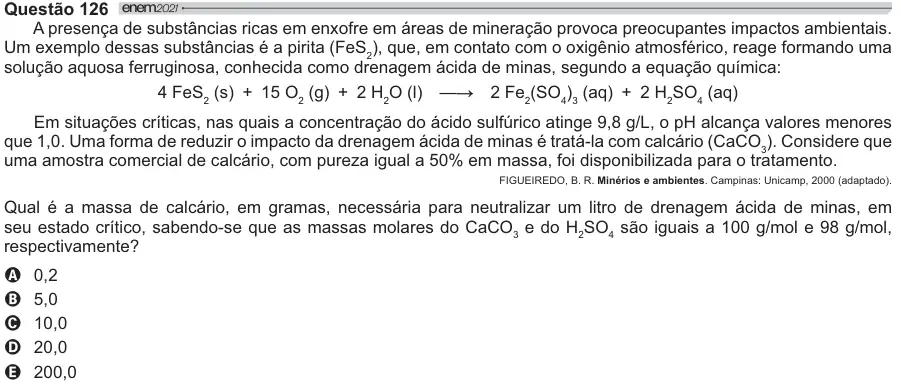 Questão 126 enem2021
A presença de substâncias ricas em enxofre em áreas de mineração provoca preocupantes impactos ambientais.
Um exemplo dessas substâncias é a pirita (FeS₂), que, em contato com o oxigênio atmosférico, reage formando uma
solução aquosa ferruginosa, conhecida como drenagem ácida de minas, segundo a equação química:
4 FeS₂ (s) + 15 O₂ (g) + 2 H₂O (l) ⟶ 2 Fe₂(SO₄)₃ (aq) + 2 H₂SO₄ (aq)
Em situações críticas, nas quais a concentração do ácido sulfúrico atinge 9,8 g/L, o pH alcança valores menores
que 1,0. Uma forma de reduzir o impacto da drenagem ácida de minas é tratá-la com calcário (CaCO₃). Considere que
uma amostra comercial de calcário, com pureza igual a 50% em massa, foi disponibilizada para o tratamento.
FIGUEIREDO, B. R. Minérios e ambientes. Campinas: Unicamp, 2000 (adaptado).
Qual é a massa de calcário, em gramas, necessária para neutralizar um litro de drenagem ácida de minas, em
seu estado crítico, sabendo-se que as massas molares do CaCO₃ e do H₂SO₄ são iguais a 100 g/mol e 98 g/mol,
respectivamente?
A 0,2
B 5,0
C 10,0
D 20,0
E 200,0